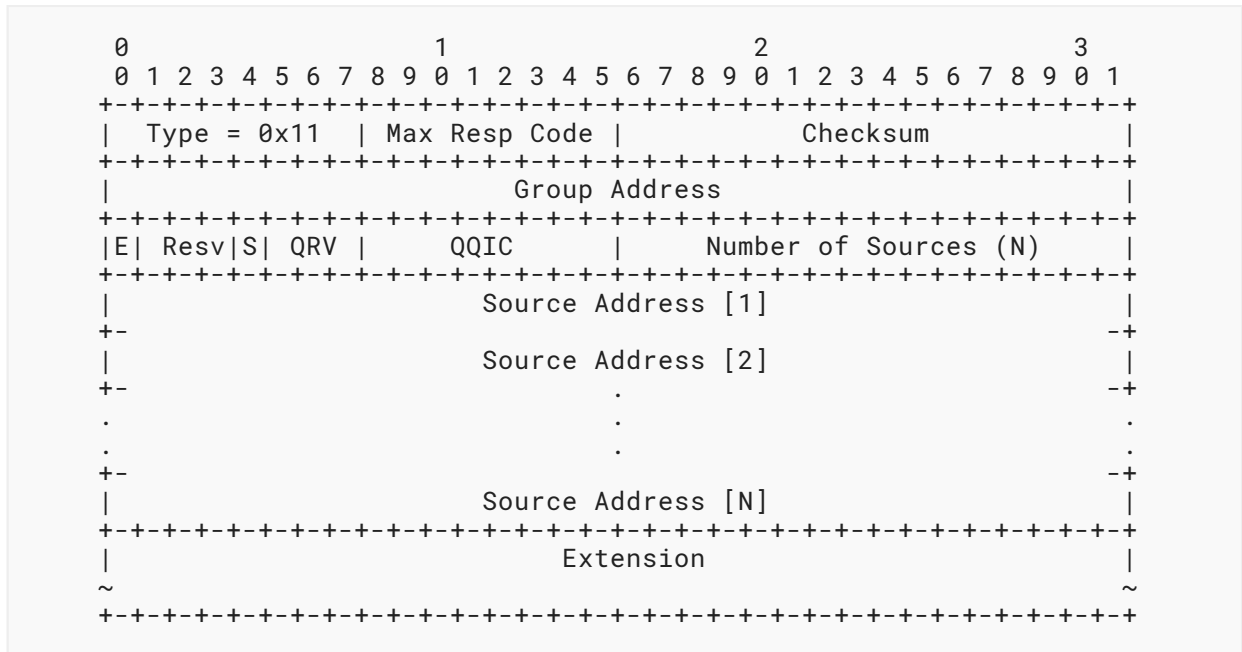 0                   1                   2                   3
 0 1 2 3 4 5 6 7 8 9 0 1 2 3 4 5 6 7 8 9 0 1 2 3 4 5 6 7 8 9 0 1
+-+-+-+-+-+-+-+-+-+-+-+-+-+-+-+-+-+-+-+-+-+-+-+-+-+-+-+-+-+-+-+-+
|  Type = 0x11  | Max Resp Code |           Checksum            |
+-+-+-+-+-+-+-+-+-+-+-+-+-+-+-+-+-+-+-+-+-+-+-+-+-+-+-+-+-+-+-+-+
|                         Group Address                         |
+-+-+-+-+-+-+-+-+-+-+-+-+-+-+-+-+-+-+-+-+-+-+-+-+-+-+-+-+-+-+-+-+
|E| Resv|S| QRV |     QQIC      |     Number of Sources (N)     |
+-+-+-+-+-+-+-+-+-+-+-+-+-+-+-+-+-+-+-+-+-+-+-+-+-+-+-+-+-+-+-+-+
|                       Source Address [1]                      |
+-                                                             -+
|                       Source Address [2]                      |
+-                              .                              -+
.                               .                               .
.                               .                               .
+-                                                             -+
|                       Source Address [N]                      |
+-+-+-+-+-+-+-+-+-+-+-+-+-+-+-+-+-+-+-+-+-+-+-+-+-+-+-+-+-+-+-+-+
|                            Extension                          |
~                                                               ~
+-+-+-+-+-+-+-+-+-+-+-+-+-+-+-+-+-+-+-+-+-+-+-+-+-+-+-+-+-+-+-+-+